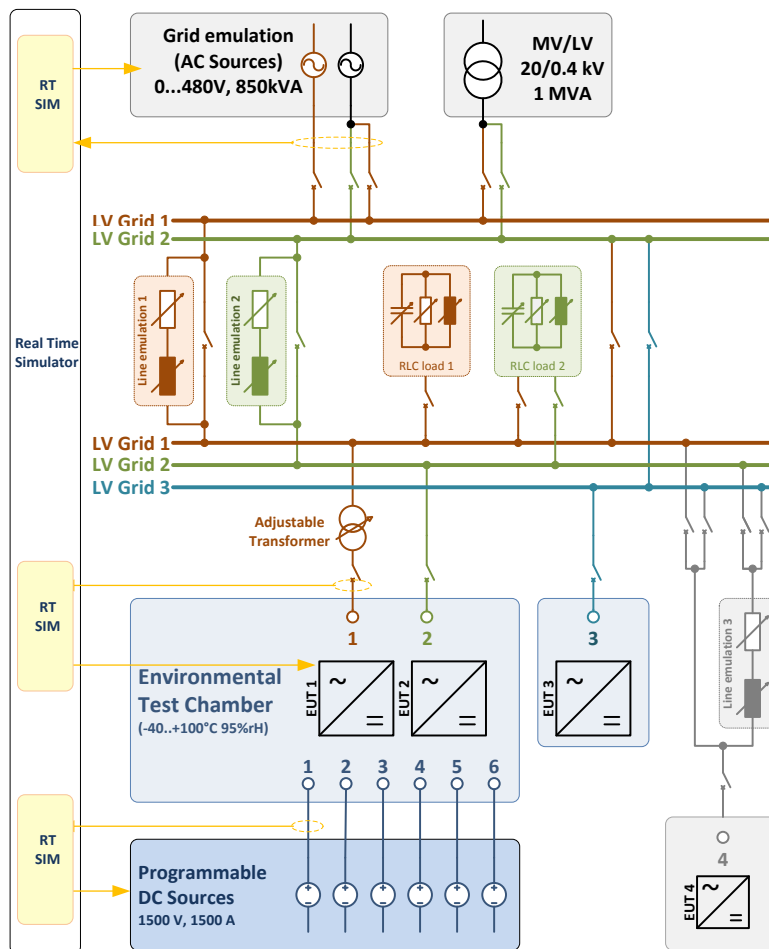 RT
SIM
Grid emulation
(AC Sources)
0...480V, 850kVA
MV/LV
20/0.4 kV
1 MVA
LV Grid 1
LV Grid 2
Line emulation 1
Line emulation 2
RLC load 1
RLC load 2
Real Time
Simulator
LV Grid 1
LV Grid 2
LV Grid 3
Adjustable
Transformer
RT
SIM
1
2
3
Line emulation 3
Environmental
Test Chamber
(-40..+100°C 95%rH)
EUT 1
EUT 2
EUT 3
1
2
3
4
5
6
RT
SIM
Programmable
DC Sources
1500 V, 1500 A
4
EUT 4